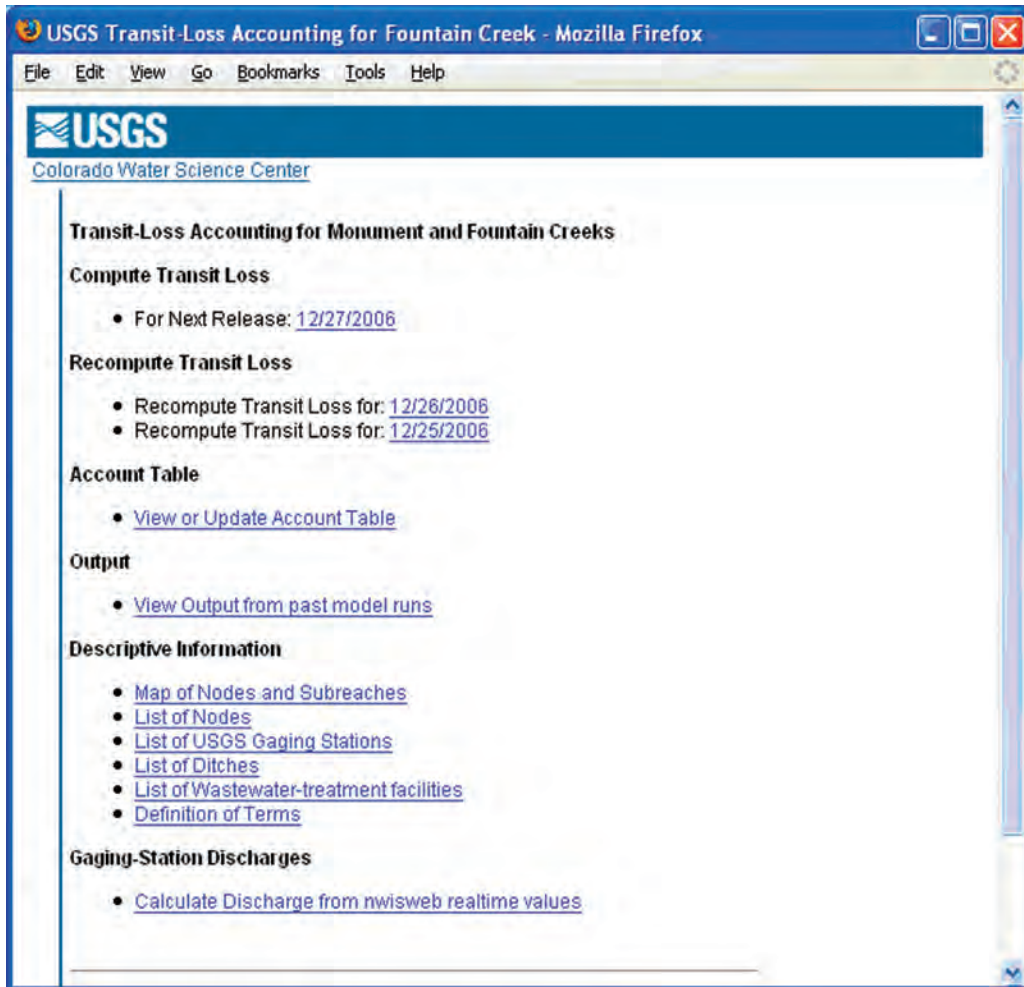 USGS Transit-Loss Accounting for Fountain Creek - Mozilla Firefox
File Edit View Go Bookmarks Tools Help
USGS
Colorado Water Science Center
Transit-Loss Accounting for Monument and Fountain Creeks
Compute Transit Loss
• For Next Release: 12/27/2006
Recompute Transit Loss
• Recompute Transit Loss for: 12/26/2006
• Recompute Transit Loss for: 12/25/2006
Account Table
• View or Update Account Table
Output
• View Output from past model runs
Descriptive Information
• Map of Nodes and Subreaches
• List of Nodes
• List of USGS Gaging Stations
• List of Ditches
• List of Wastewater-treatment facilities
• Definition of Terms
Gaging-Station Discharges
• Calculate Discharge from nwisweb realtime values